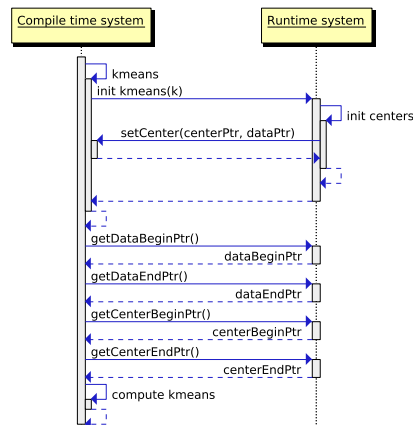 Compile time system
Runtime system
kmeans
init kmeans(k)
init centers
setCenter(centerPtr, dataPtr)
getDataBeginPtr()
dataBeginPtr
getDataEndPtr()
dataEndPtr
getCenterBeginPtr()
centerBeginPtr
getCenterEndPtr()
centerEndPtr
compute kmeans